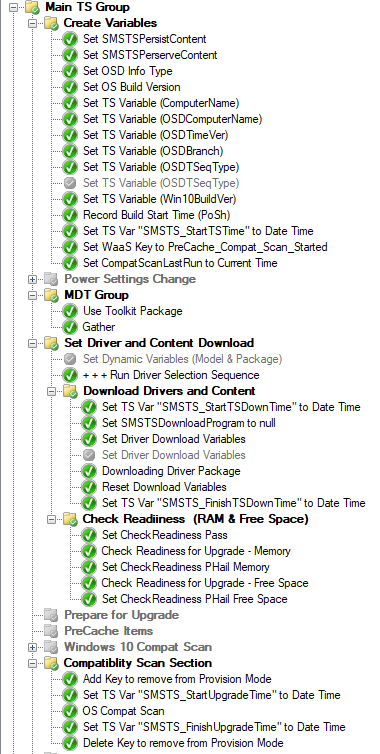 Main TS Group
Create Variables
Set SMSTSPersistContent
Set SMSTSPerserveContent
Set OSD Info Type
Set OS Build Version
Set TS Variable (ComputerName)
Set TS Variable (OSDComputerName)
Set TS Variable (OSDTimeVer)
Set TS Variable (OSDBranch)
Set TS Variable (OSDTSeqType)
Set TS Variable (OSDTSeqType)
Set TS Variable (Win10BuildVer)
Record Build Start Time (PoSh)
Set TS Var "SMSTS_StartTSTime" to Date Time
Set WaaS Key to PreCache_Compat_Scan_Started
Set CompatScanLastRun to Current Time
Power Settings Change
MDT Group
Use Toolkit Package
Gather
Set Driver and Content Download
Set Dynamic Variables (Model & Package)
+ + + Run Driver Selection Sequence
Download Drivers and Content
Set TS Var "SMSTS_StartTSDownTime" to Date Time
Set SMSTSDownloadProgram to null
Set Driver Download Variables
Set Driver Download Variables
Downloading Driver Package
Reset Download Variables
Set TS Var "SMSTS_FinishTSDownTime" to Date Time
Check Readiiness (RAM & Free Space)
Set CheckReadiness Pass
Check Readiness for Upgrade - Memory
Set CheckReadiness PHail Memory
Check Readiness for Upgrade - Free Space
Set CheckReadiness PHail Free Space
Prepare for Upgrade
PreCache Items
Windows 10 Compat Scan
Compatiblity Scan Section
Add Key to remove from Provision Mode
Set TS Var "SMSTS_StartUpgradeTime" to Date Time
OS Compat Scan
Set TS Var "SMSTS_FinishUpgradeTime" to Date Time
Delete Key to remove from Provision Mode